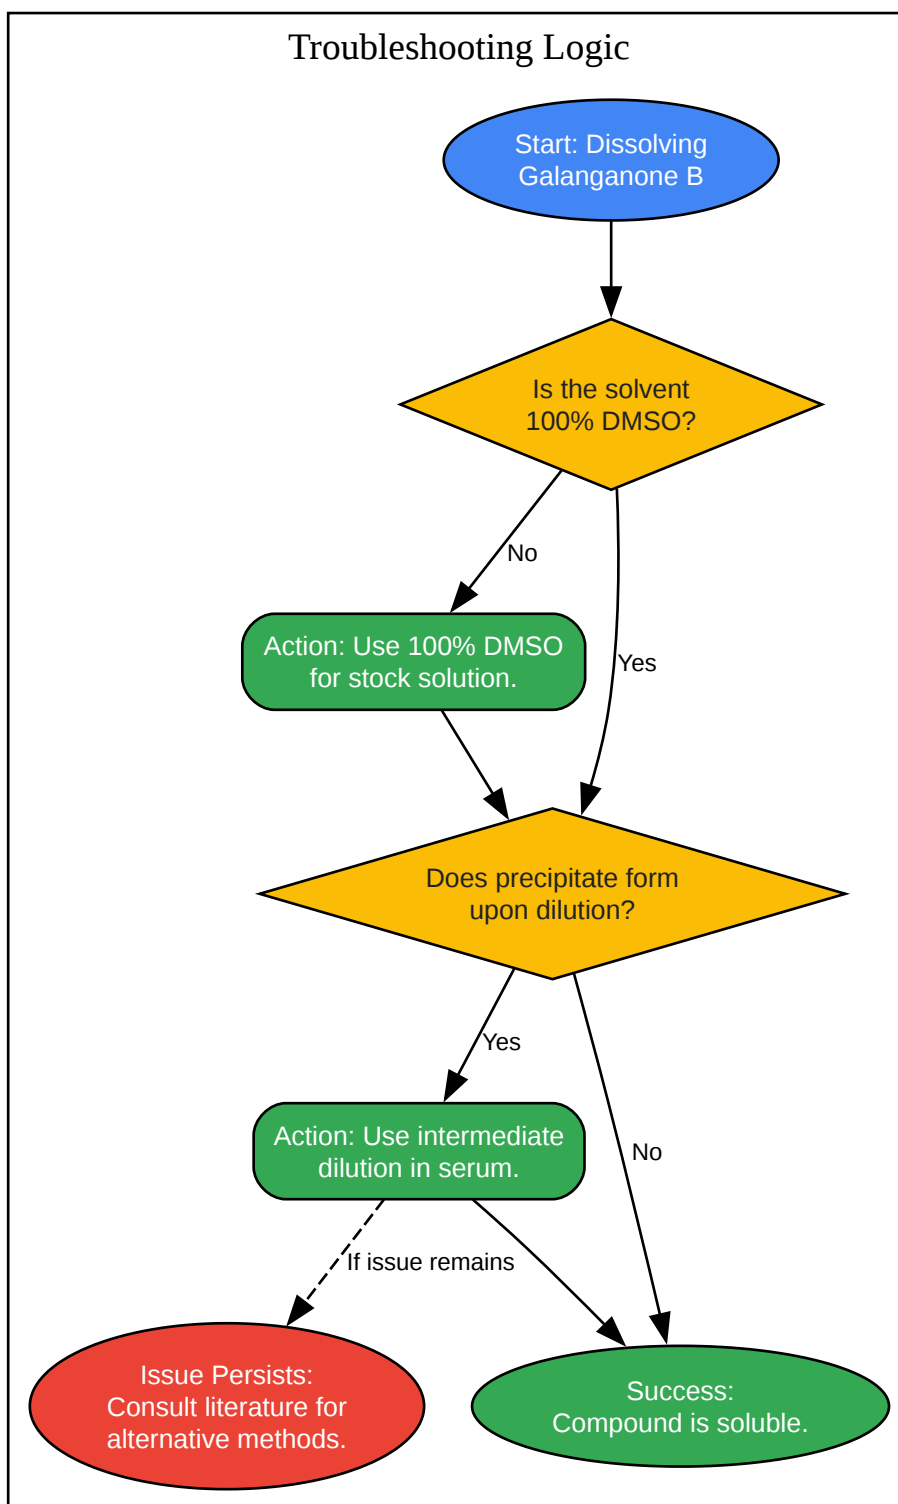 Troubleshooting Logic
Start: Dissolving
Galanganone B
Is the solvent
100% DMSO?
No
Yes
Action: Use 100% DMSO
for stock solution.
Does precipitate form
upon dilution?
Yes
No
Action: Use intermediate
dilution in serum.
If issue remains
Issue Persists:
Consult literature for
alternative methods.
Success:
Compound is soluble.